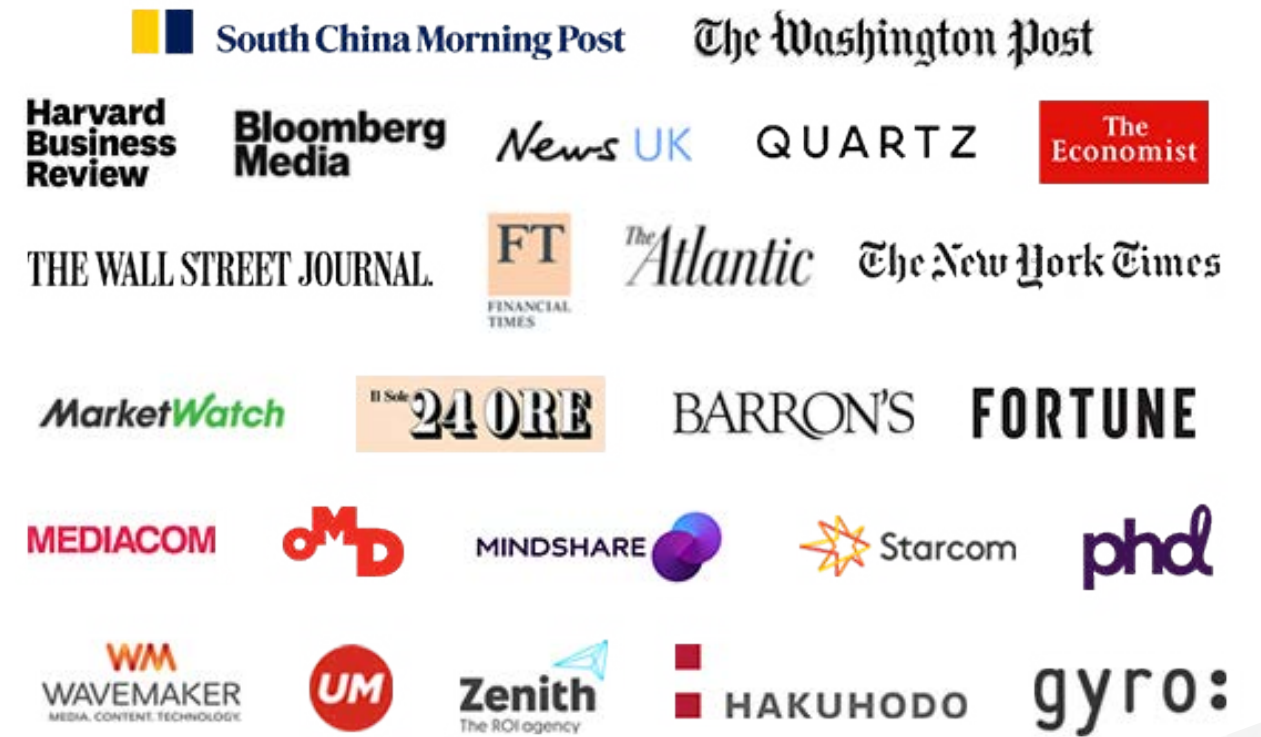 South China Morning Post
The Washington Post
Harvard
Business
Review
Bloomberg
Media
News UK
QUARTZ
The
Economist
THE WALL STREET JOURNAL.
FT
FINANCIAL
TIMES
The Atlantic
The New York Times
MarketWatch
Il Sole 24 ORE
BARRON'S
FORTUNE
MEDIACOM
OMD
MINDSHARE
Starcom
phd
WM
WAVEMAKER
MEDIA. CONTENT. TECHNOLOGY.
UM
Zenith
The ROI agency
HAKUHODO
gyro: